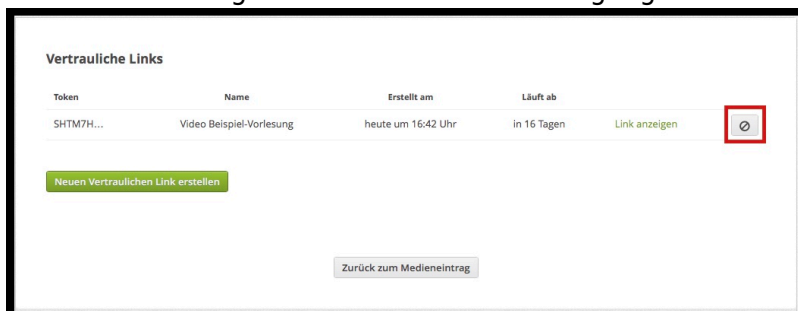 Vertrauliche Links
Token Name Erstellt am Läuft ab
SHTM7H... Video Beispiel-Vorlesung heute um 16:42 Uhr in 16 Tagen Link anzeigen
Neuen Vertraulichen Link erstellen
Zurück zum Medieneintrag